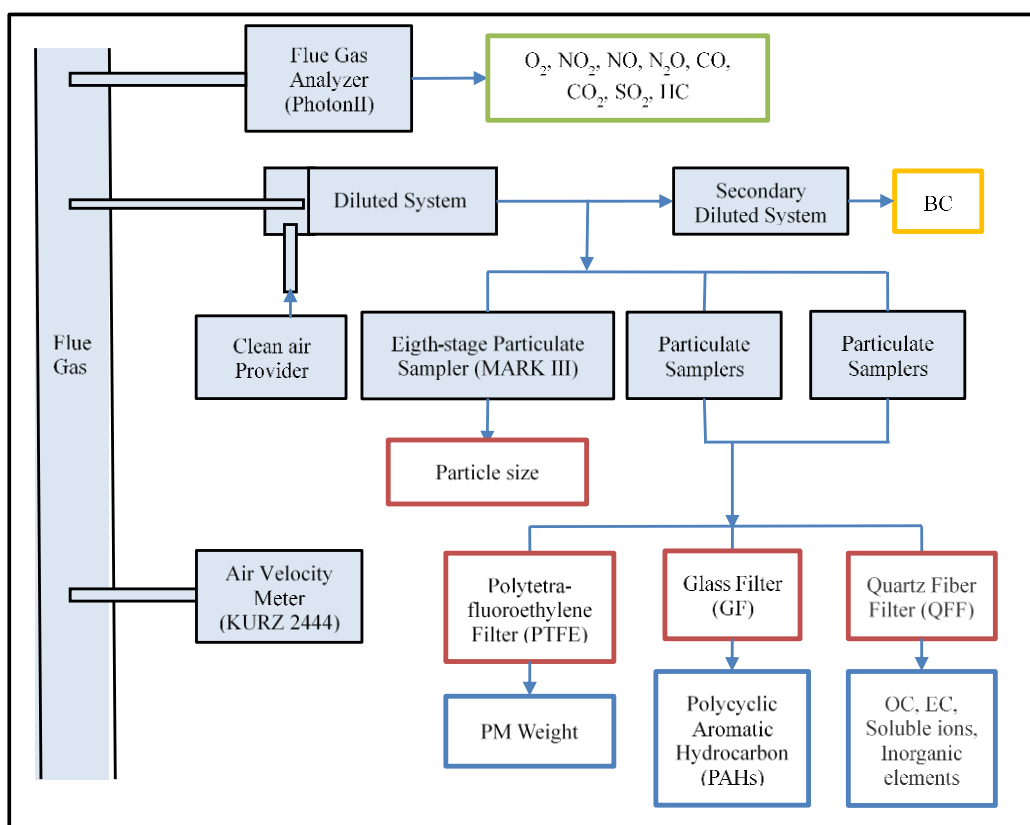 Flue Gas
Analyzer
(PhotonII)
O₂, NO₂, NO, N₂O, CO,
CO₂, SO₂, HC
Diluted System
Secondary
Diluted System
BC
Flue
Gas
Clean air
Provider
Eigth-stage Particulate
Sampler (MARK III)
Particulate
Samplers
Particulate
Samplers
Particle size
Air Velocity
Meter
(KURZ 2444)
Polytetra-
fluoroethylene
Filter (PTFE)
Glass Filter
(GF)
Quartz Fiber
Filter (QFF)
PM Weight
Polycyclic
Aromatic
Hydrocarbon
(PAHs)
OC, EC,
Soluble ions,
Inorganic
elements